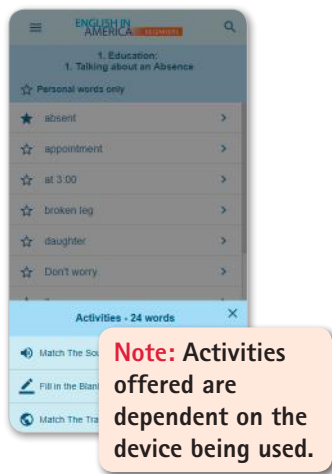 ENGLISH IN
AMERICA BEGINNERS
1. Education:
1. Talking about an Absence
Personal words only
absent
appointment
at 3:00
broken leg
daughter
Don't worry
Activities - 24 words
Match The Sou
Fill in the Blan
Match The Tra
Note: Activities
offered are
dependent on the
device being used.